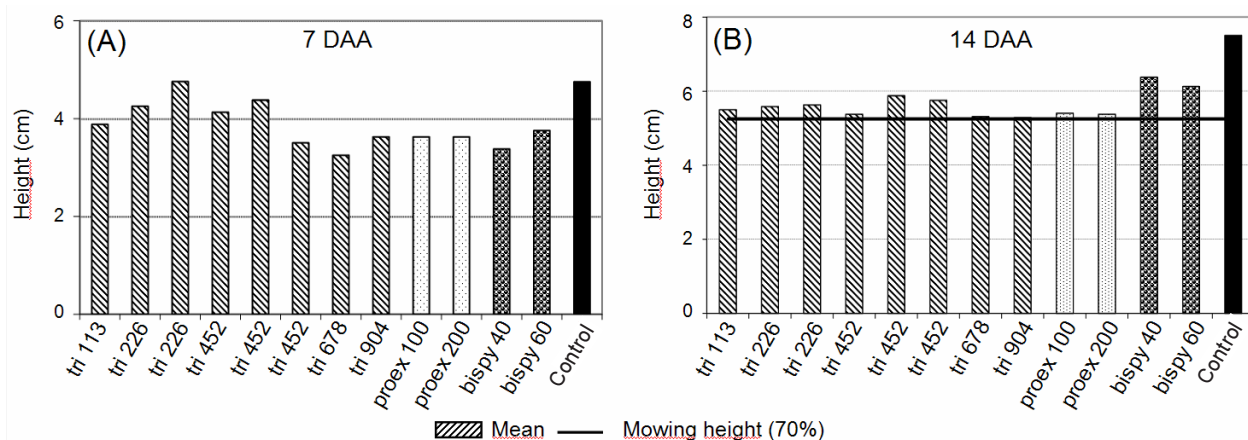 (A)
7 DAA
Height (cm)
6
4
2
0
tri 113
tri 226
tri 226
tri 452
tri 452
tri 452
tri 678
tri 904
proex 100
proex 200
bispy 40
bispy 60
Control
(B)
14 DAA
Height (cm)
8
6
4
2
0
tri 113
tri 226
tri 226
tri 452
tri 452
tri 452
tri 678
tri 904
proex 100
proex 200
bispy 40
bispy 60
Control
Mean Mowing height (70%)